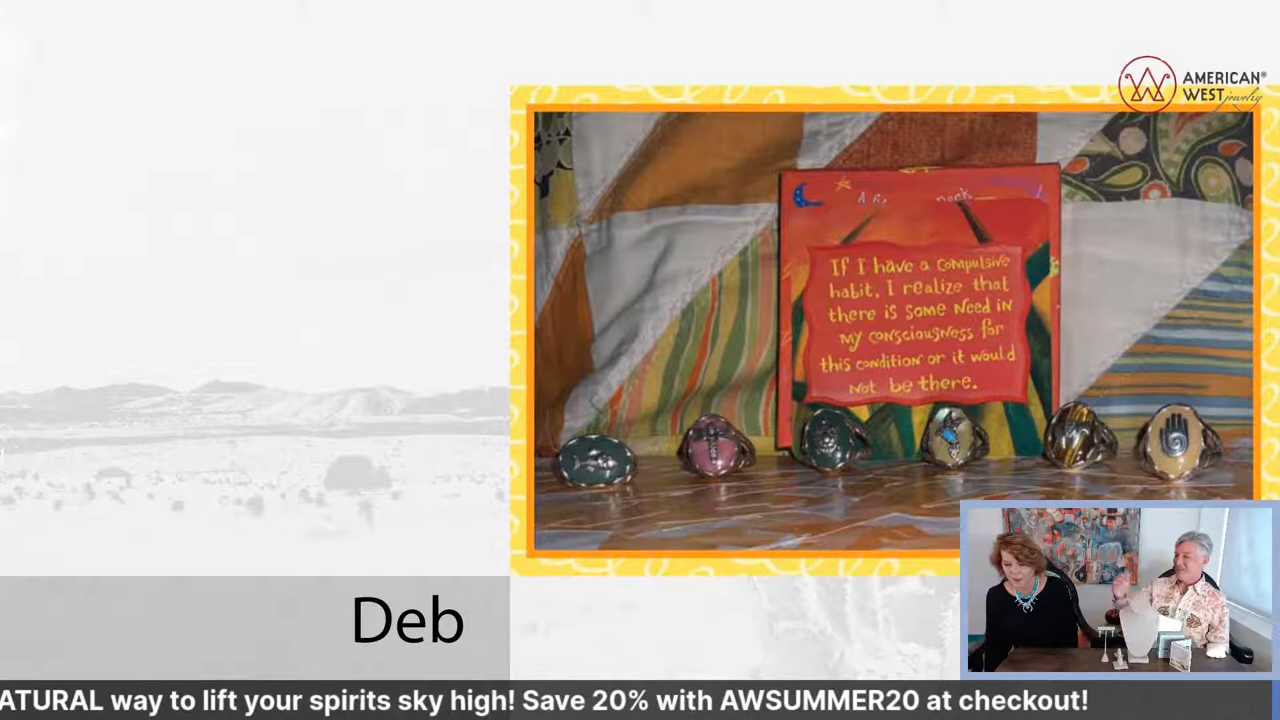 AMERICAN®
WEST jewelry
If I have a compulsive
habit, I realize that
there is some need in
my consciousness for
this condition or it would
not be there.
Deb
ATURAL way to lift your spirits sky high! Save 20% with AWSUMMER20 at checkout!